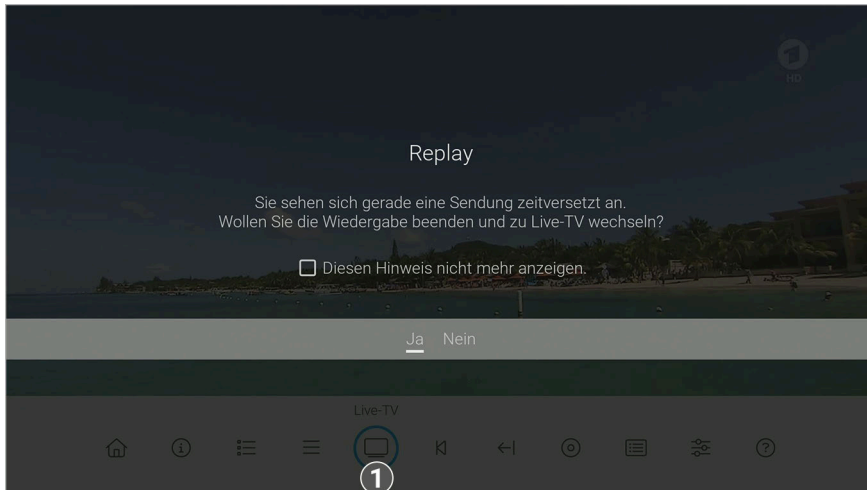 HD
Replay
Sie sehen sich gerade eine Sendung zeitversetzt an.
Wollen Sie die Wiedergabe beenden und zu Live-TV wechseln?
Diesen Hinweis nicht mehr anzeigen.
Ja Nein
Live-TV
1